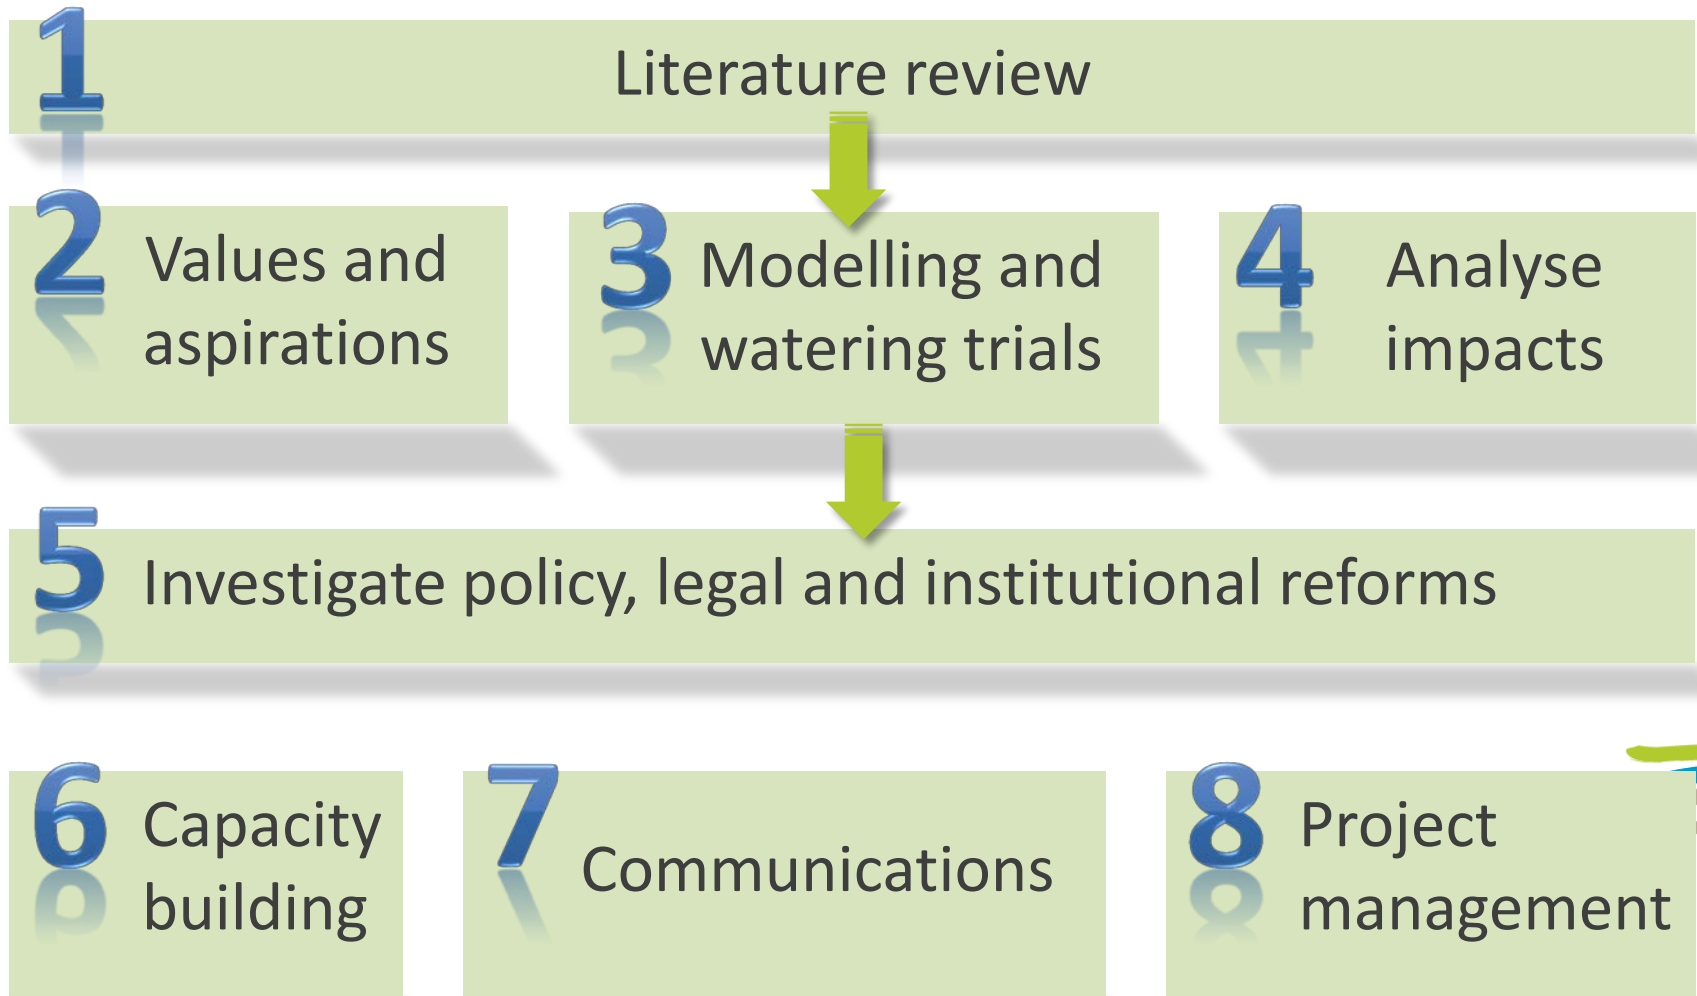 1
Literature review
2
Values and
aspirations
3
Modelling and
watering trials
4
Analyse
impacts
5
Investigate policy, legal and institutional reforms
6
Capacity
building
7
Communications
8
Project
management